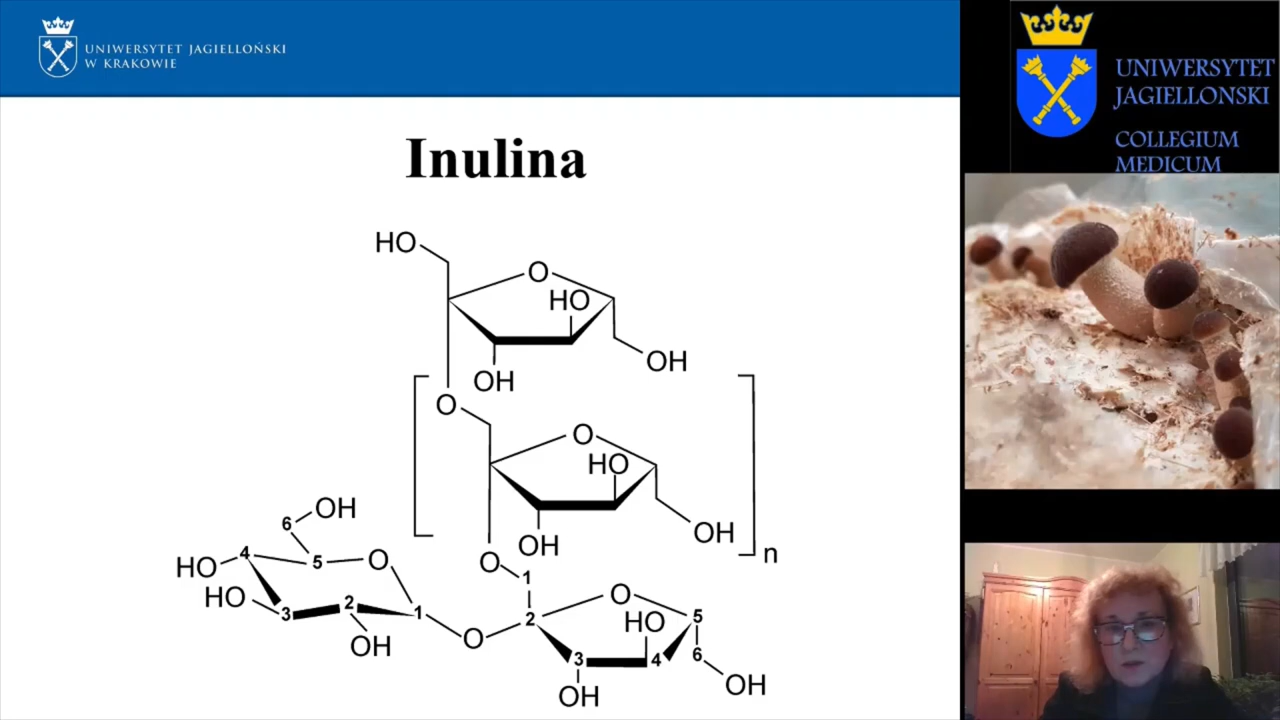 UNIWERSYTET JAGIELLOŃSKI
W KRAKOWIE
Inulina
HO
O
HO
OH
OH
O
O
HO
OH
OH
n
6
OH
HO
4
5
O
HO
3
2
1
OH
O
O
1
2
O
HO
5
3
4
6
OH
OH
UNIWERSYTET
JAGIELLONSKI
COLLEGIUM
MEDICUM